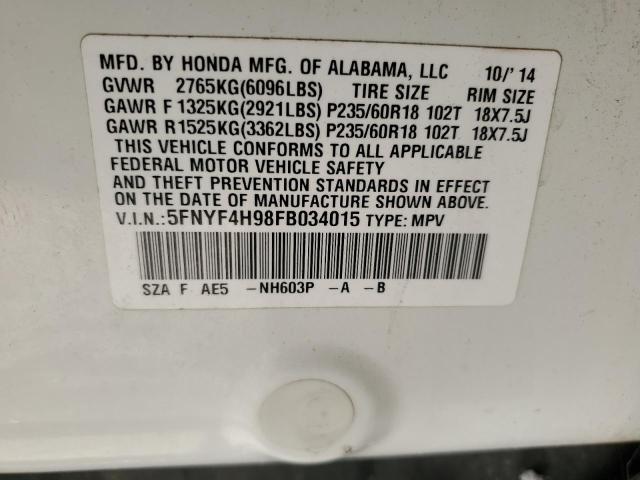 MFD. BY HONDA MFG. OF ALABAMA, LLC 10/'14
GVWR 2765KG(6096LBS) TIRE SIZE RIM SIZE
GAWR F 1325KG(2921LBS) P235/60R18 102T 18X7.5J
GAWR R1525KG(3362LBS) P235/60R18 102T 18X7.5J
THIS VEHICLE CONFORMS TO ALL APPLICABLE
FEDERAL MOTOR VEHICLE SAFETY
AND THEFT PREVENTION STANDARDS IN EFFECT
ON THE DATE OF MANUFACTURE SHOWN ABOVE.
V.I.N.:5FNYF4H98FB034015 TYPE: MPV
SZA F AE5 -NH603P -A -B